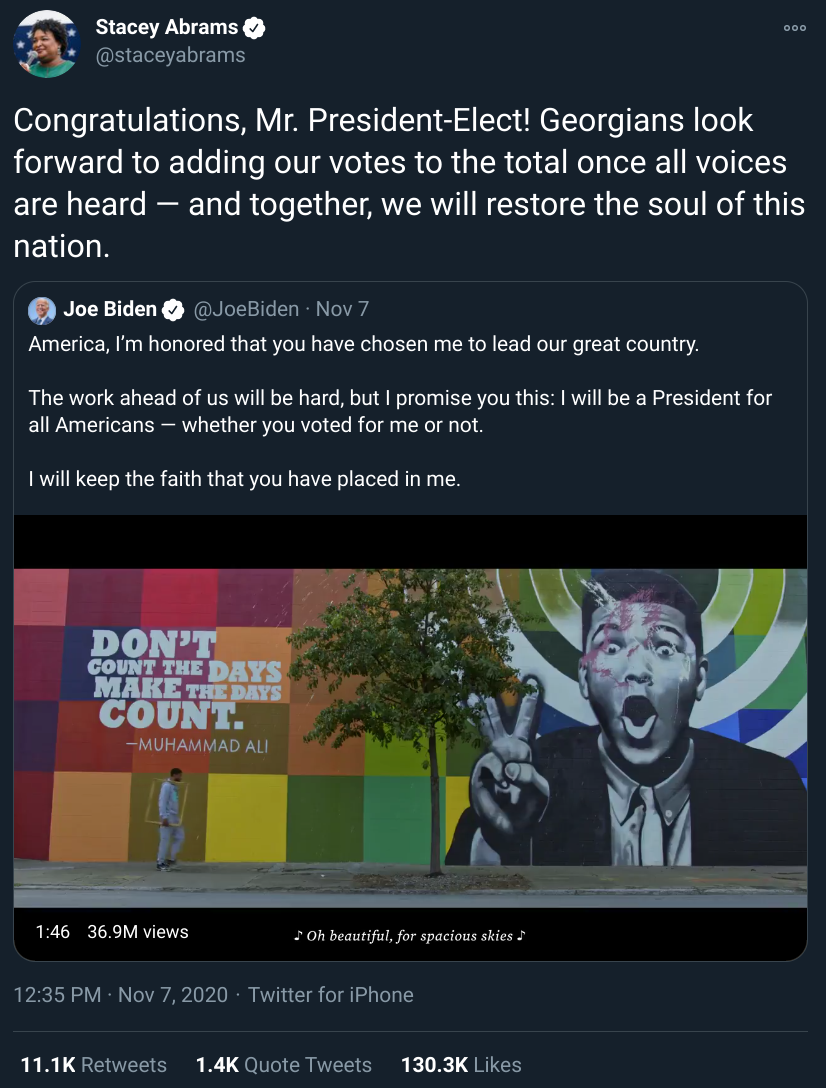 Stacey Abrams
@staceyabrams
Congratulations, Mr. President-Elect! Georgians look
forward to adding our votes to the total once all voices
are heard — and together, we will restore the soul of this
nation.
Joe Biden @JoeBiden · Nov 7
America, I’m honored that you have chosen me to lead our great country.
The work ahead of us will be hard, but I promise you this: I will be a President for
all Americans — whether you voted for me or not.
I will keep the faith that you have placed in me.
DON'T
COUNT THE DAYS
MAKE THE DAYS
COUNT.
—MUHAMMAD ALI
1:46 36.9M views ♪ Oh beautiful, for spacious skies ♪
12:35 PM · Nov 7, 2020 · Twitter for iPhone
11.1K Retweets 1.4K Quote Tweets 130.3K Likes